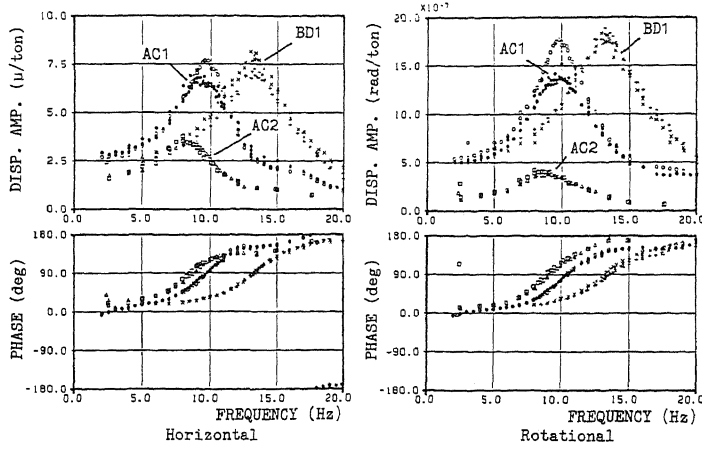 10.0
7.5
5.0
2.5
0.0
DISP. AMP. (μ/ton)
AC1
BD1
AC2
0.0 5.0 10.0 15.0 20.0
180.0
90.0
0.0
-90.0
-180.0
PHASE (deg)
0.0 5.0 10.0 15.0 20.0
FREQUENCY (Hz)
Horizontal
×10⁻⁷
20.0
15.0
10.0
5.0
0.0
DISP. AMP. (rad/ton)
AC1
BD1
AC2
0.0 5.0 10.0 15.0 20.0
180.0
90.0
0.0
-90.0
-180.0
PHASE (deg)
0.0 5.0 10.0 15.0 20.0
FREQUENCY (Hz)
Rotational